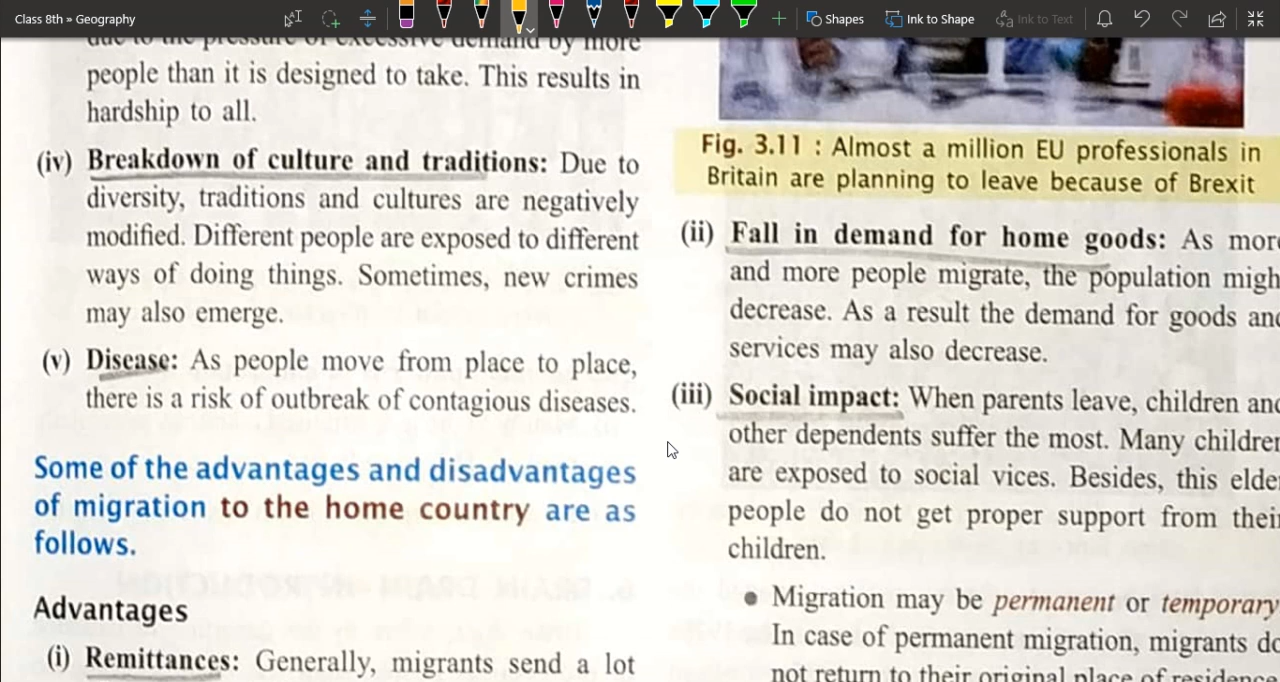 Class 8th » Geography
Shapes
Ink to Shape
Ink to Text
due to the pressure of excessive demand by more
people than it is designed to take. This results in
hardship to all.
(iv) Breakdown of culture and traditions: Due to
diversity, traditions and cultures are negatively
modified. Different people are exposed to different
ways of doing things. Sometimes, new crimes
may also emerge.
(v) Disease: As people move from place to place,
there is a risk of outbreak of contagious diseases.
Some of the advantages and disadvantages
of migration to the home country are as
follows.
Advantages
(i) Remittances: Generally, migrants send a lot
Fig. 3.11 : Almost a million EU professionals in
Britain are planning to leave because of Brexit
(ii) Fall in demand for home goods: As mor
and more people migrate, the population migh
decrease. As a result the demand for goods an
services may also decrease.
(iii) Social impact: When parents leave, children an
other dependents suffer the most. Many childre
are exposed to social vices. Besides, this elde
people do not get proper support from thei
children.
• Migration may be permanent or temporary
In case of permanent migration, migrants do
not return to their original place of residence